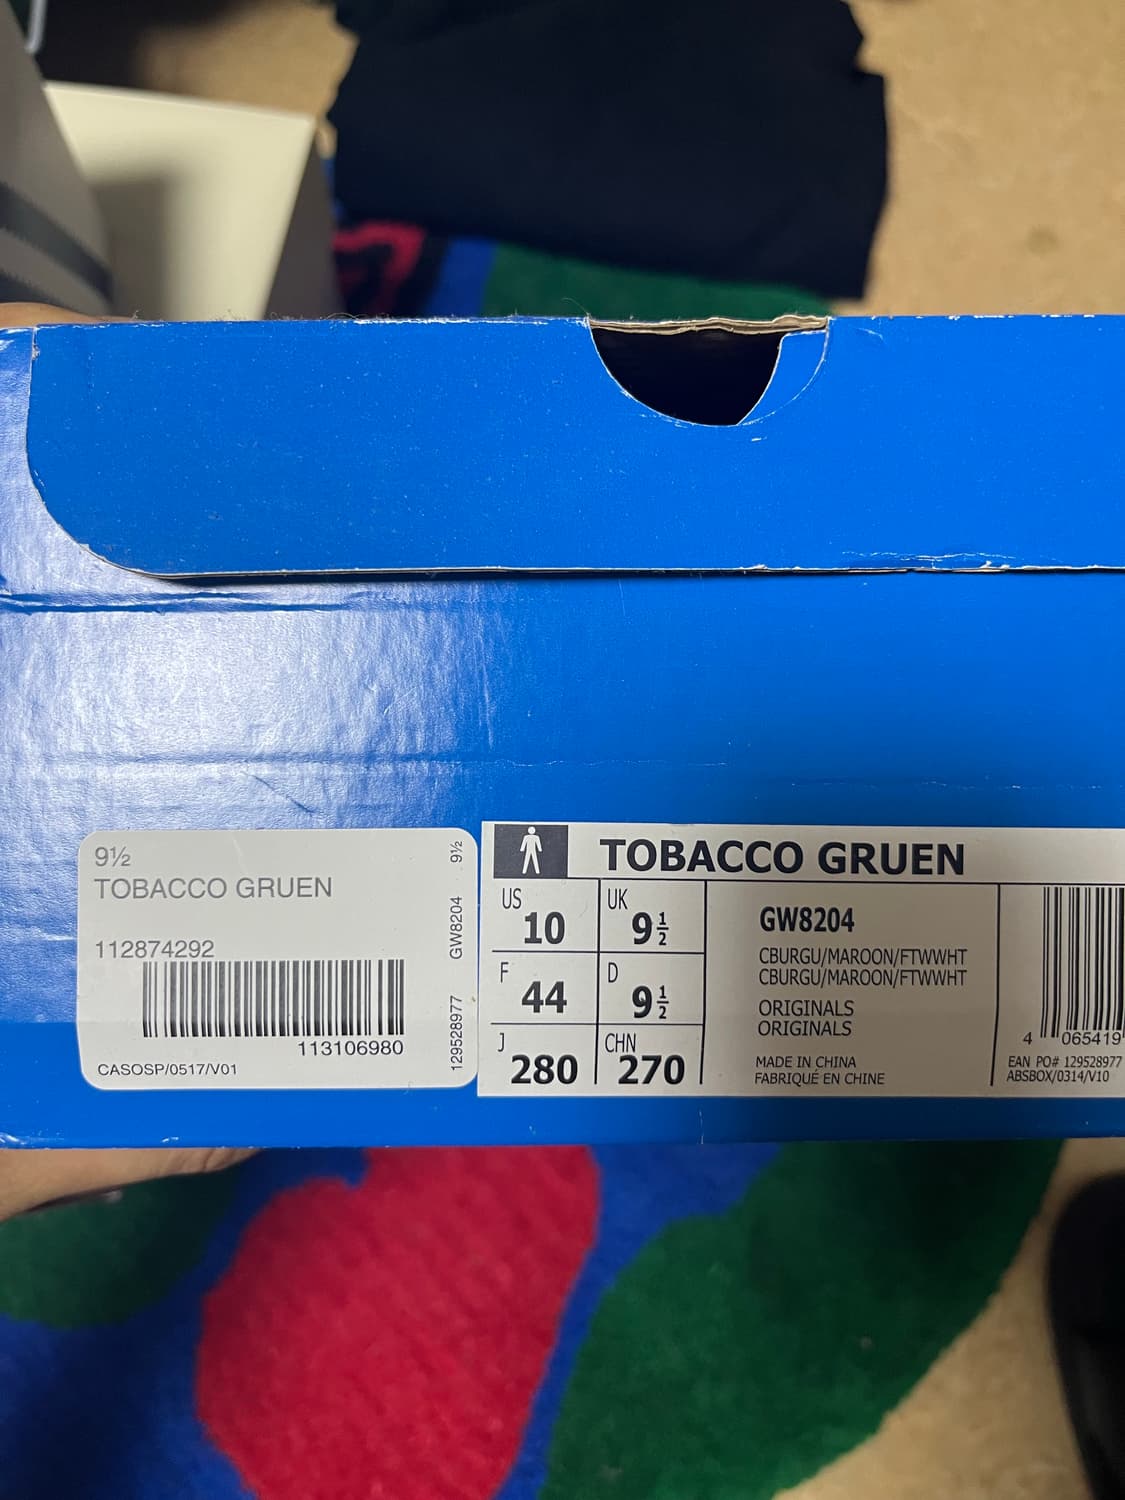 9½
TOBACCO GRUEN
112874292
113106980
CASOSP/0517/V01
9½
GW8204
129528977
TOBACCO GRUEN
US 10
UK 9½
F 44
D 9½
J 280
CHN 270
GW8204
CBURGU/MAROON/FTWWHT
CBURGU/MAROON/FTWWHT
ORIGINALS
ORIGINALS
MADE IN CHINA
FABRIQUÉ EN CHINE
4 065419
EAN PO# 129528977
ABSBOX/0314/V10